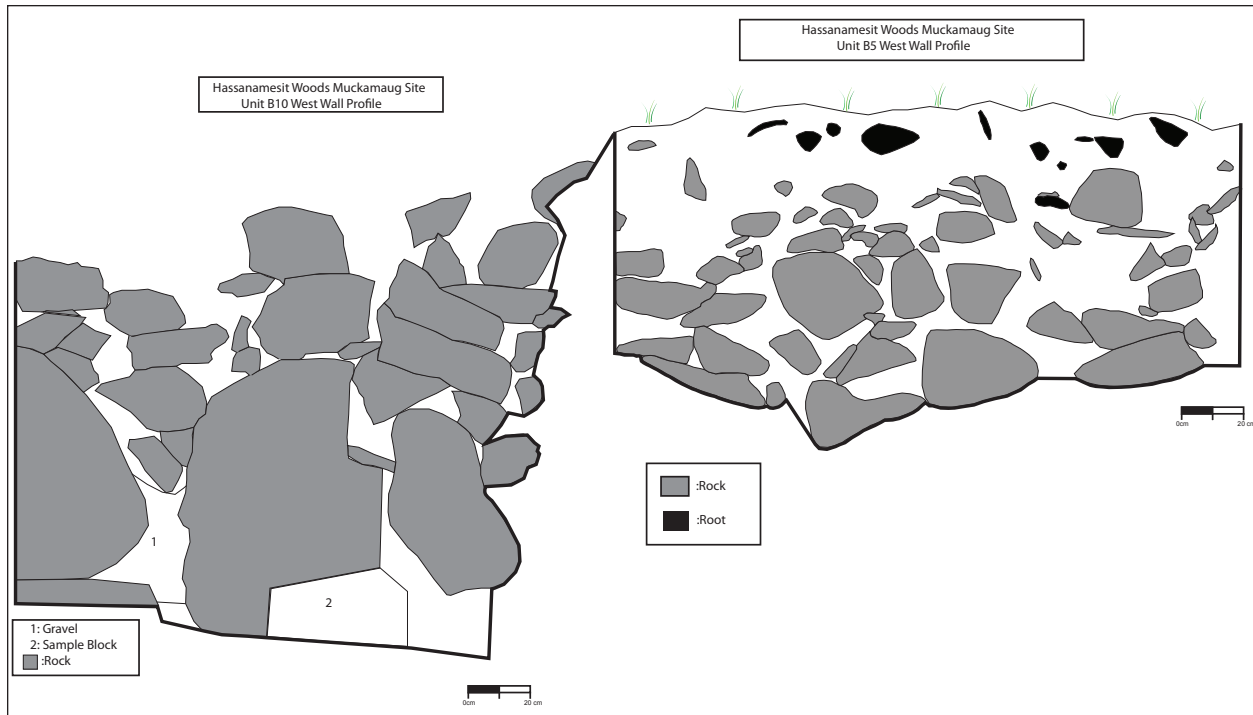 Hassanamesit Woods Muckamaug Site
Unit B10 West Wall Profile
Hassanamesit Woods Muckamaug Site
Unit B5 West Wall Profile
1
2
1: Gravel
2: Sample Block
:Rock
0cm 20 cm
:Rock
:Root
0cm 20 cm